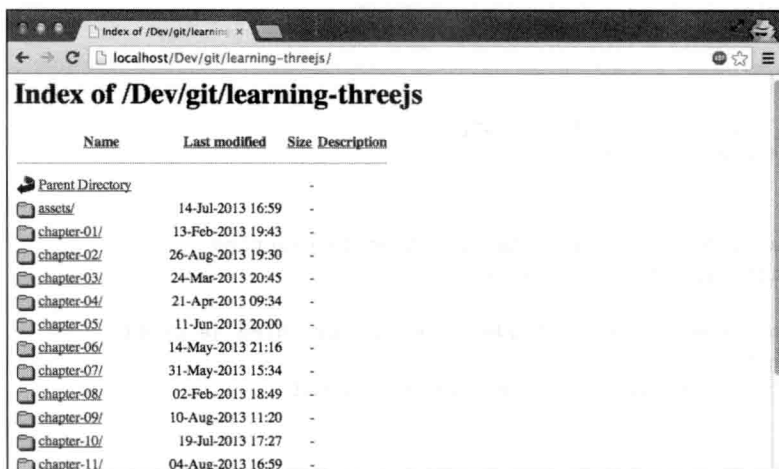 Index of /Dev/git/learning
localhost/Dev/git/learning-threejs/
Index of /Dev/git/learning-threejs
Name Last modified Size Description
Parent Directory -
assets/ 14-Jul-2013 16:59 -
chapter-01/ 13-Feb-2013 19:43 -
chapter-02/ 26-Aug-2013 19:30 -
chapter-03/ 24-Mar-2013 20:45 -
chapter-04/ 21-Apr-2013 09:34 -
chapter-05/ 11-Jun-2013 20:00 -
chapter-06/ 14-May-2013 21:16 -
chapter-07/ 31-May-2013 15:34 -
chapter-08/ 02-Feb-2013 18:49 -
chapter-09/ 10-Aug-2013 11:20 -
chapter-10/ 19-Jul-2013 17:27 -
chapter-11/ 04-Aug-2013 16:59 -